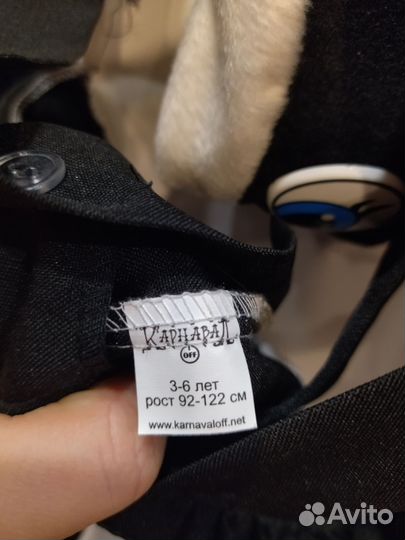 КАРНАВАЛ
OFF
3-6 лет
рост 92-122 см
www.karnavaloff.net
Avito